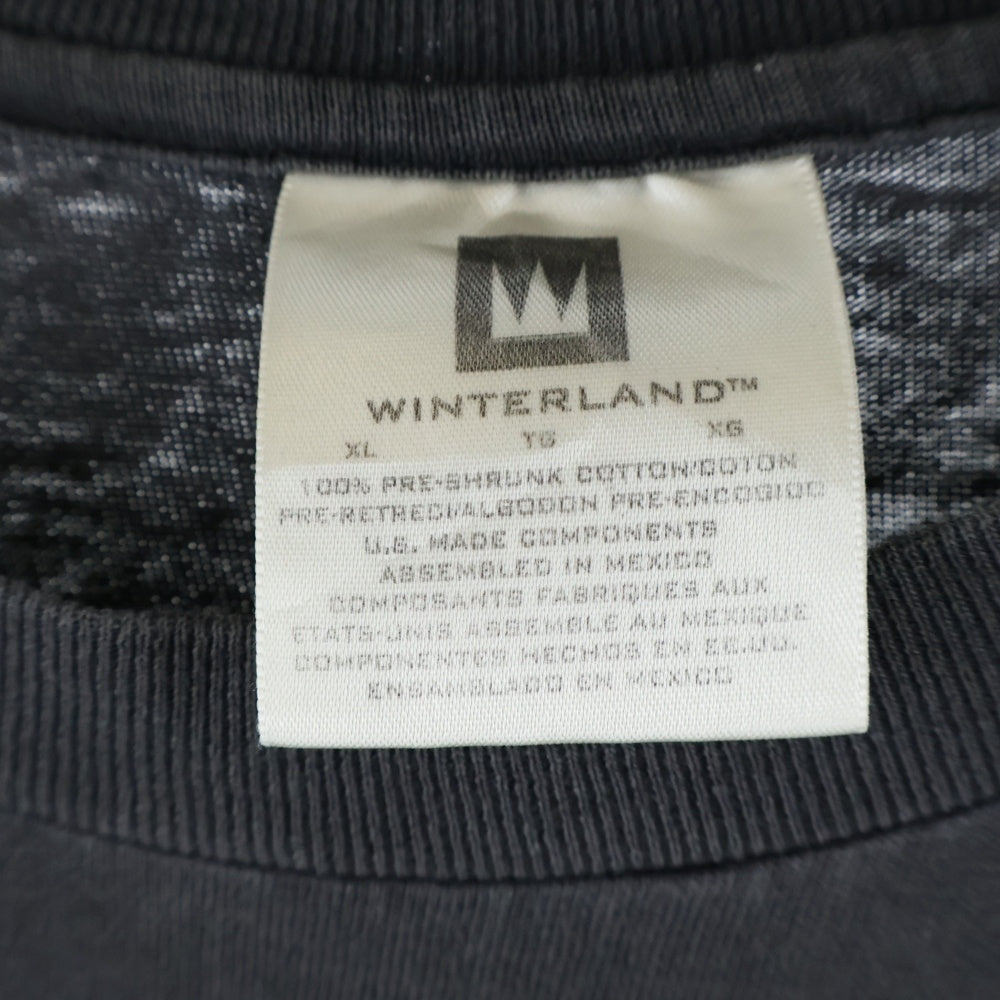 WINTERLAND™
XL TG XG
100% PRE-SHRUNK COTTON/COTON
PRE-RETRECI/ALGODON PRE-ENCOGIDO
U.S. MADE COMPONENTS
ASSEMBLED IN MEXICO
COMPOSANTS FABRIQUES AUX
ETATS-UNIS ASSEMBLE AU MEXIQUE
COMPONENTES HECHOS EN EE.UU.
ENSAMBLADO EN MEXICO